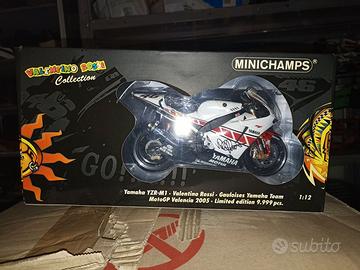 VALENTINO ROSSI
Collection
MINICHAMPS
46
GO!!!!!
YAMAHA
Yamaha YZR-M1 - Valentino Rossi - Gauloises Yamaha Team
MotoGP Valencia 2005 - Limited edition 9.999 pcs.
1:12
subito